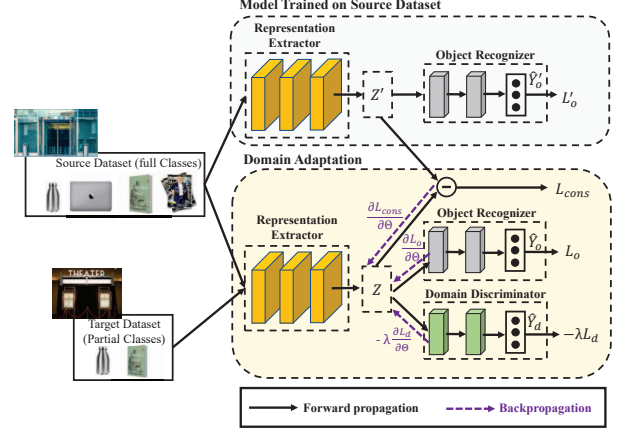 Model Trained on Source Dataset
Representation
Extractor
Object Recognizer
Z′
Ŷ′o
L′o
Source Dataset (full Classes)
Domain Adaptation
Lcons
∂Lcons
∂Θ
Representation
Extractor
Object Recognizer
∂Lo
∂Θ
Ŷo
Lo
THEATER
Z
Domain Discriminator
Target Dataset
(Partial Classes)
- λ ∂Ld
∂Θ
Ŷd
−λLd
Forward propagation
Backpropagation